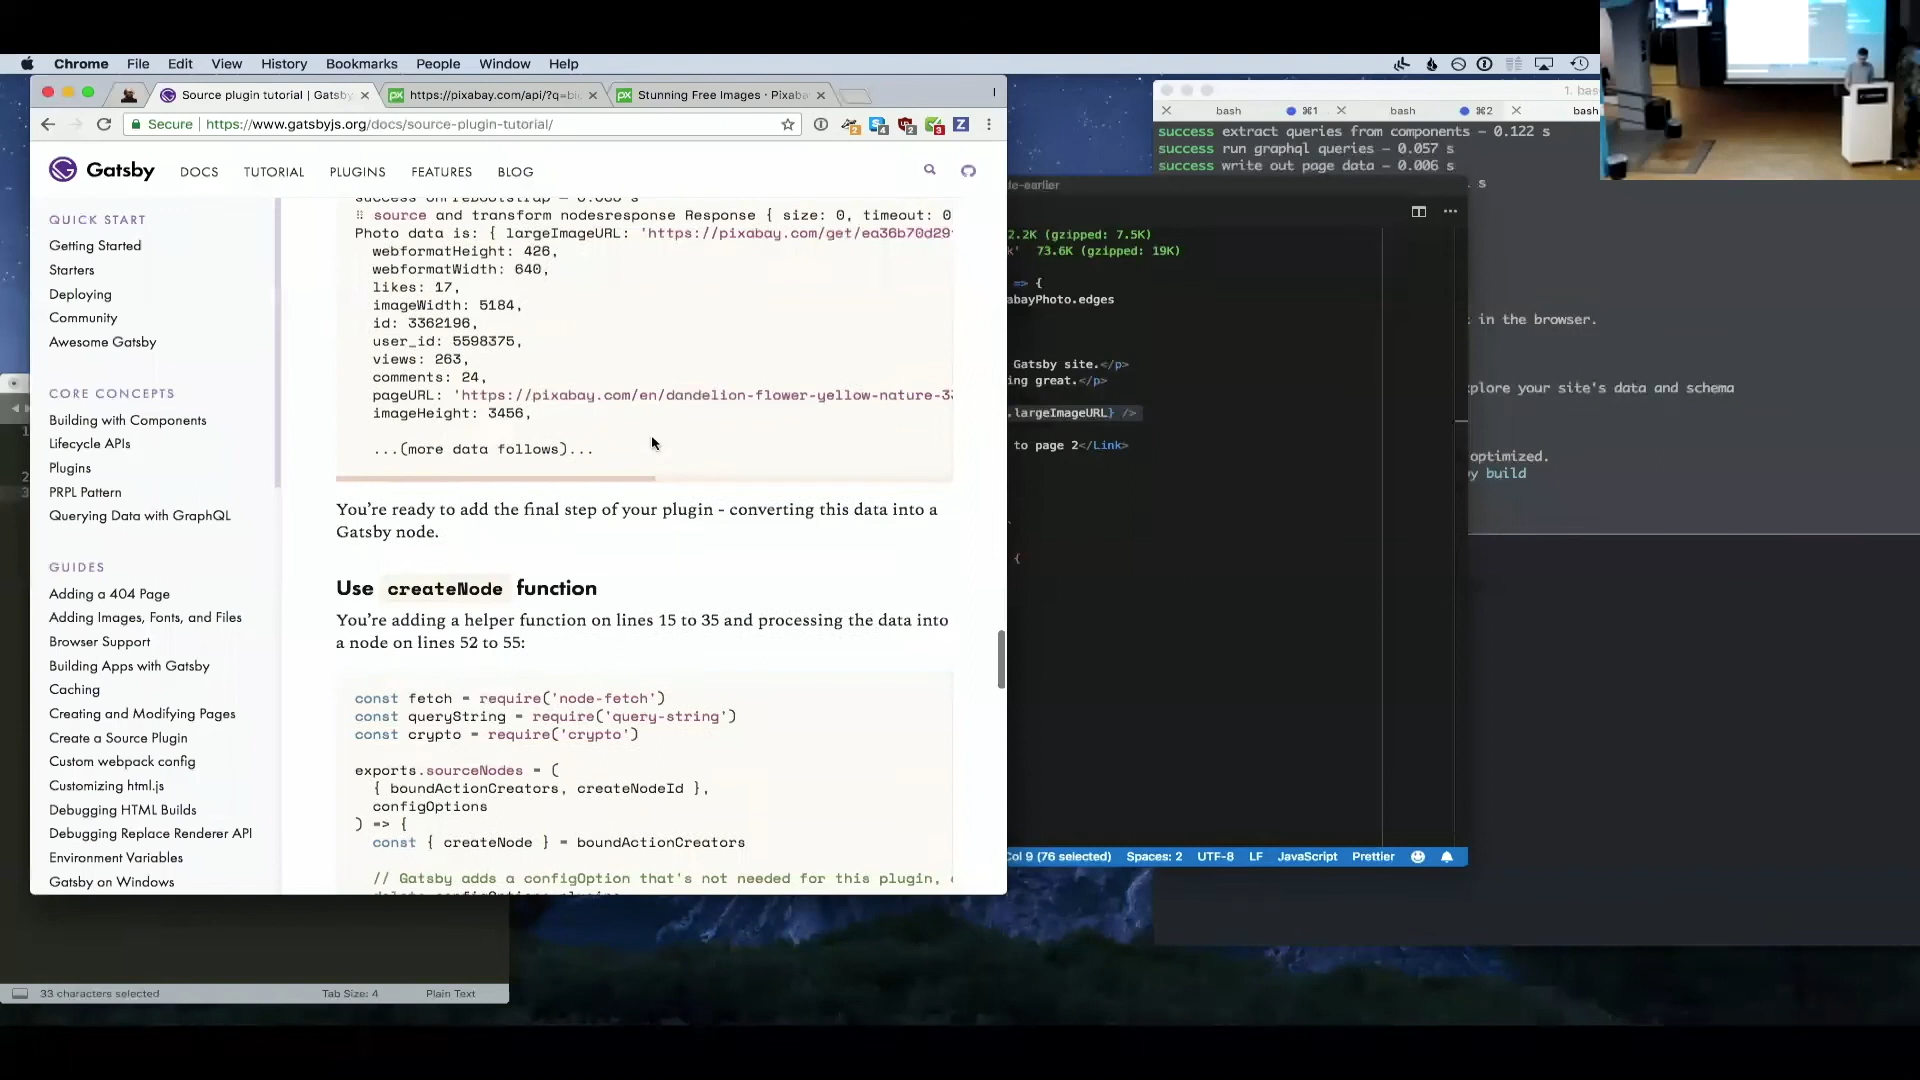 Chrome File Edit View History Bookmarks People Window Help
Source plugin tutorial | Gatsby
https://pixabay.com/api/?q=bi
Stunning Free Images · Pixab
Secure https://www.gatsbyjs.org/docs/source-plugin-tutorial/
Gatsby DOCS TUTORIAL PLUGINS FEATURES BLOG
QUICK START
Getting Started
Starters
Deploying
Community
Awesome Gatsby
CORE CONCEPTS
Building with Components
Lifecycle APIs
Plugins
PRPL Pattern
Querying Data with GraphQL
GUIDES
Adding a 404 Page
Adding Images, Fonts, and Files
Browser Support
Building Apps with Gatsby
Caching
Creating and Modifying Pages
Create a Source Plugin
Custom webpack config
Customizing html.js
Debugging HTML Builds
Debugging Replace Renderer API
Environment Variables
Gatsby on Windows
source and transform nodesresponse Response { size: 0, timeout: 0
Photo data is: { largeImageURL: 'https://pixabay.com/get/ea36b70d29
webformatHeight: 426,
webformatWidth: 640,
likes: 17,
imageWidth: 5184,
id: 3362196,
user_id: 5598375,
views: 263,
comments: 24,
pageURL: 'https://pixabay.com/en/dandelion-flower-yellow-nature-3
imageHeight: 3456,
...(more data follows)...
You're ready to add the final step of your plugin - converting this data into a
Gatsby node.
Use createNode function
You're adding a helper function on lines 15 to 35 and processing the data into
a node on lines 52 to 55:
const fetch = require('node-fetch')
const queryString = require('query-string')
const crypto = require('crypto')
exports.sourceNodes = (
{ boundActionCreators, createNodeId },
configOptions
) => {
const { createNode } = boundActionCreators
// Gatsby adds a configOption that's not needed for this plugin,
33 characters selected Tab Size: 4 Plain Text
1. bas
bash ⌘1 bash ⌘2 bash
success extract queries from components – 0.122 s
success run graphql queries – 0.057 s
success write out page data – 0.006 s
s
de-earlier
2.2K (gzipped: 7.5K)
73.6K (gzipped: 19K)
=> {
abayPhoto.edges
Gatsby site.</p>
ing great.</p>
.largeImageURL} />
to page 2</Link>
{
in the browser.
xplore your site's data and schema
optimized.
y build
Col 9 (76 selected) Spaces: 2 UTF-8 LF JavaScript Prettier